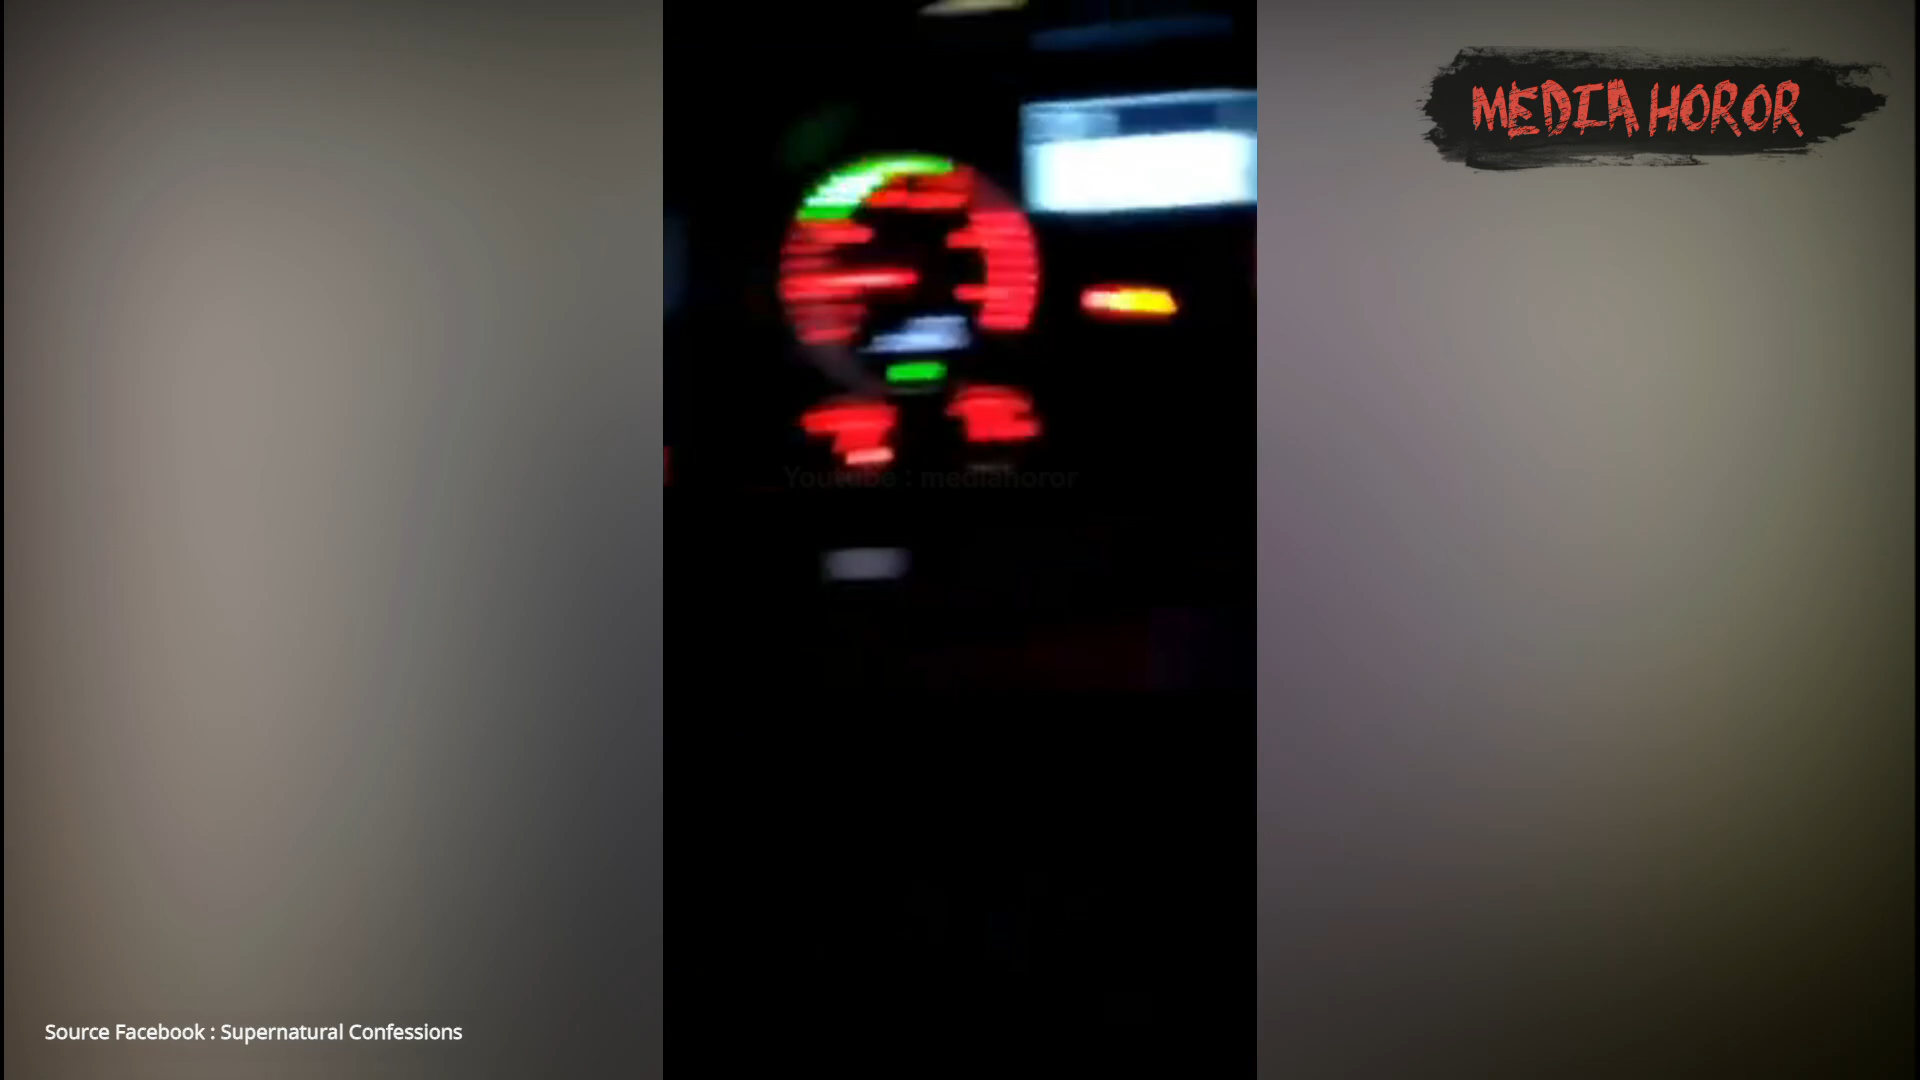 MEDIA HOROR
Youtube : mediahoror
Source Facebook : Supernatural Confessions